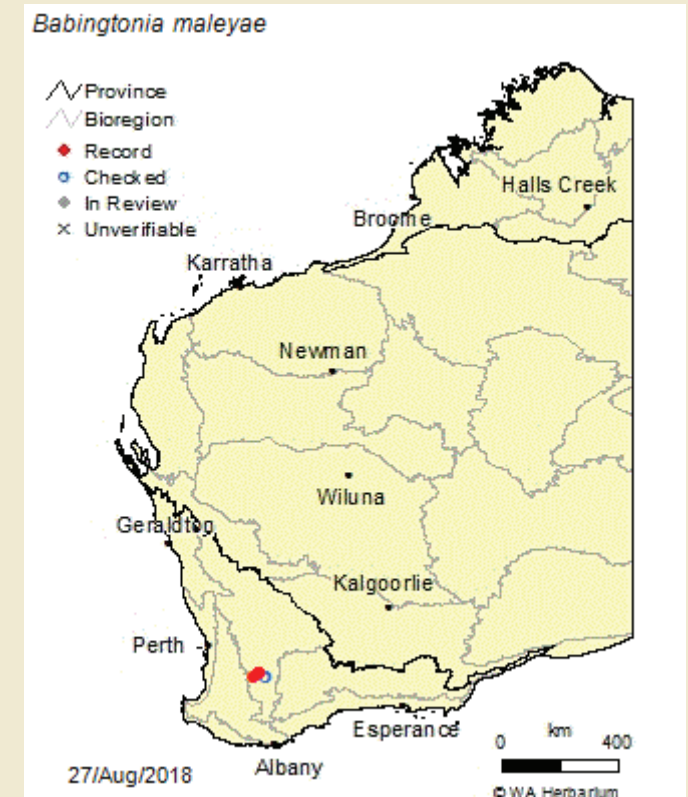 Babingtonia maleyae
Province
Bioregion
Record
Checked
In Review
Unverifiable
Halls Creek
Broome
Karratha
Newman
Wiluna
Geraldton
Kalgoorlie
Perth
Esperance
0 km 400
Albany
27/Aug/2018
© WA Herbarium